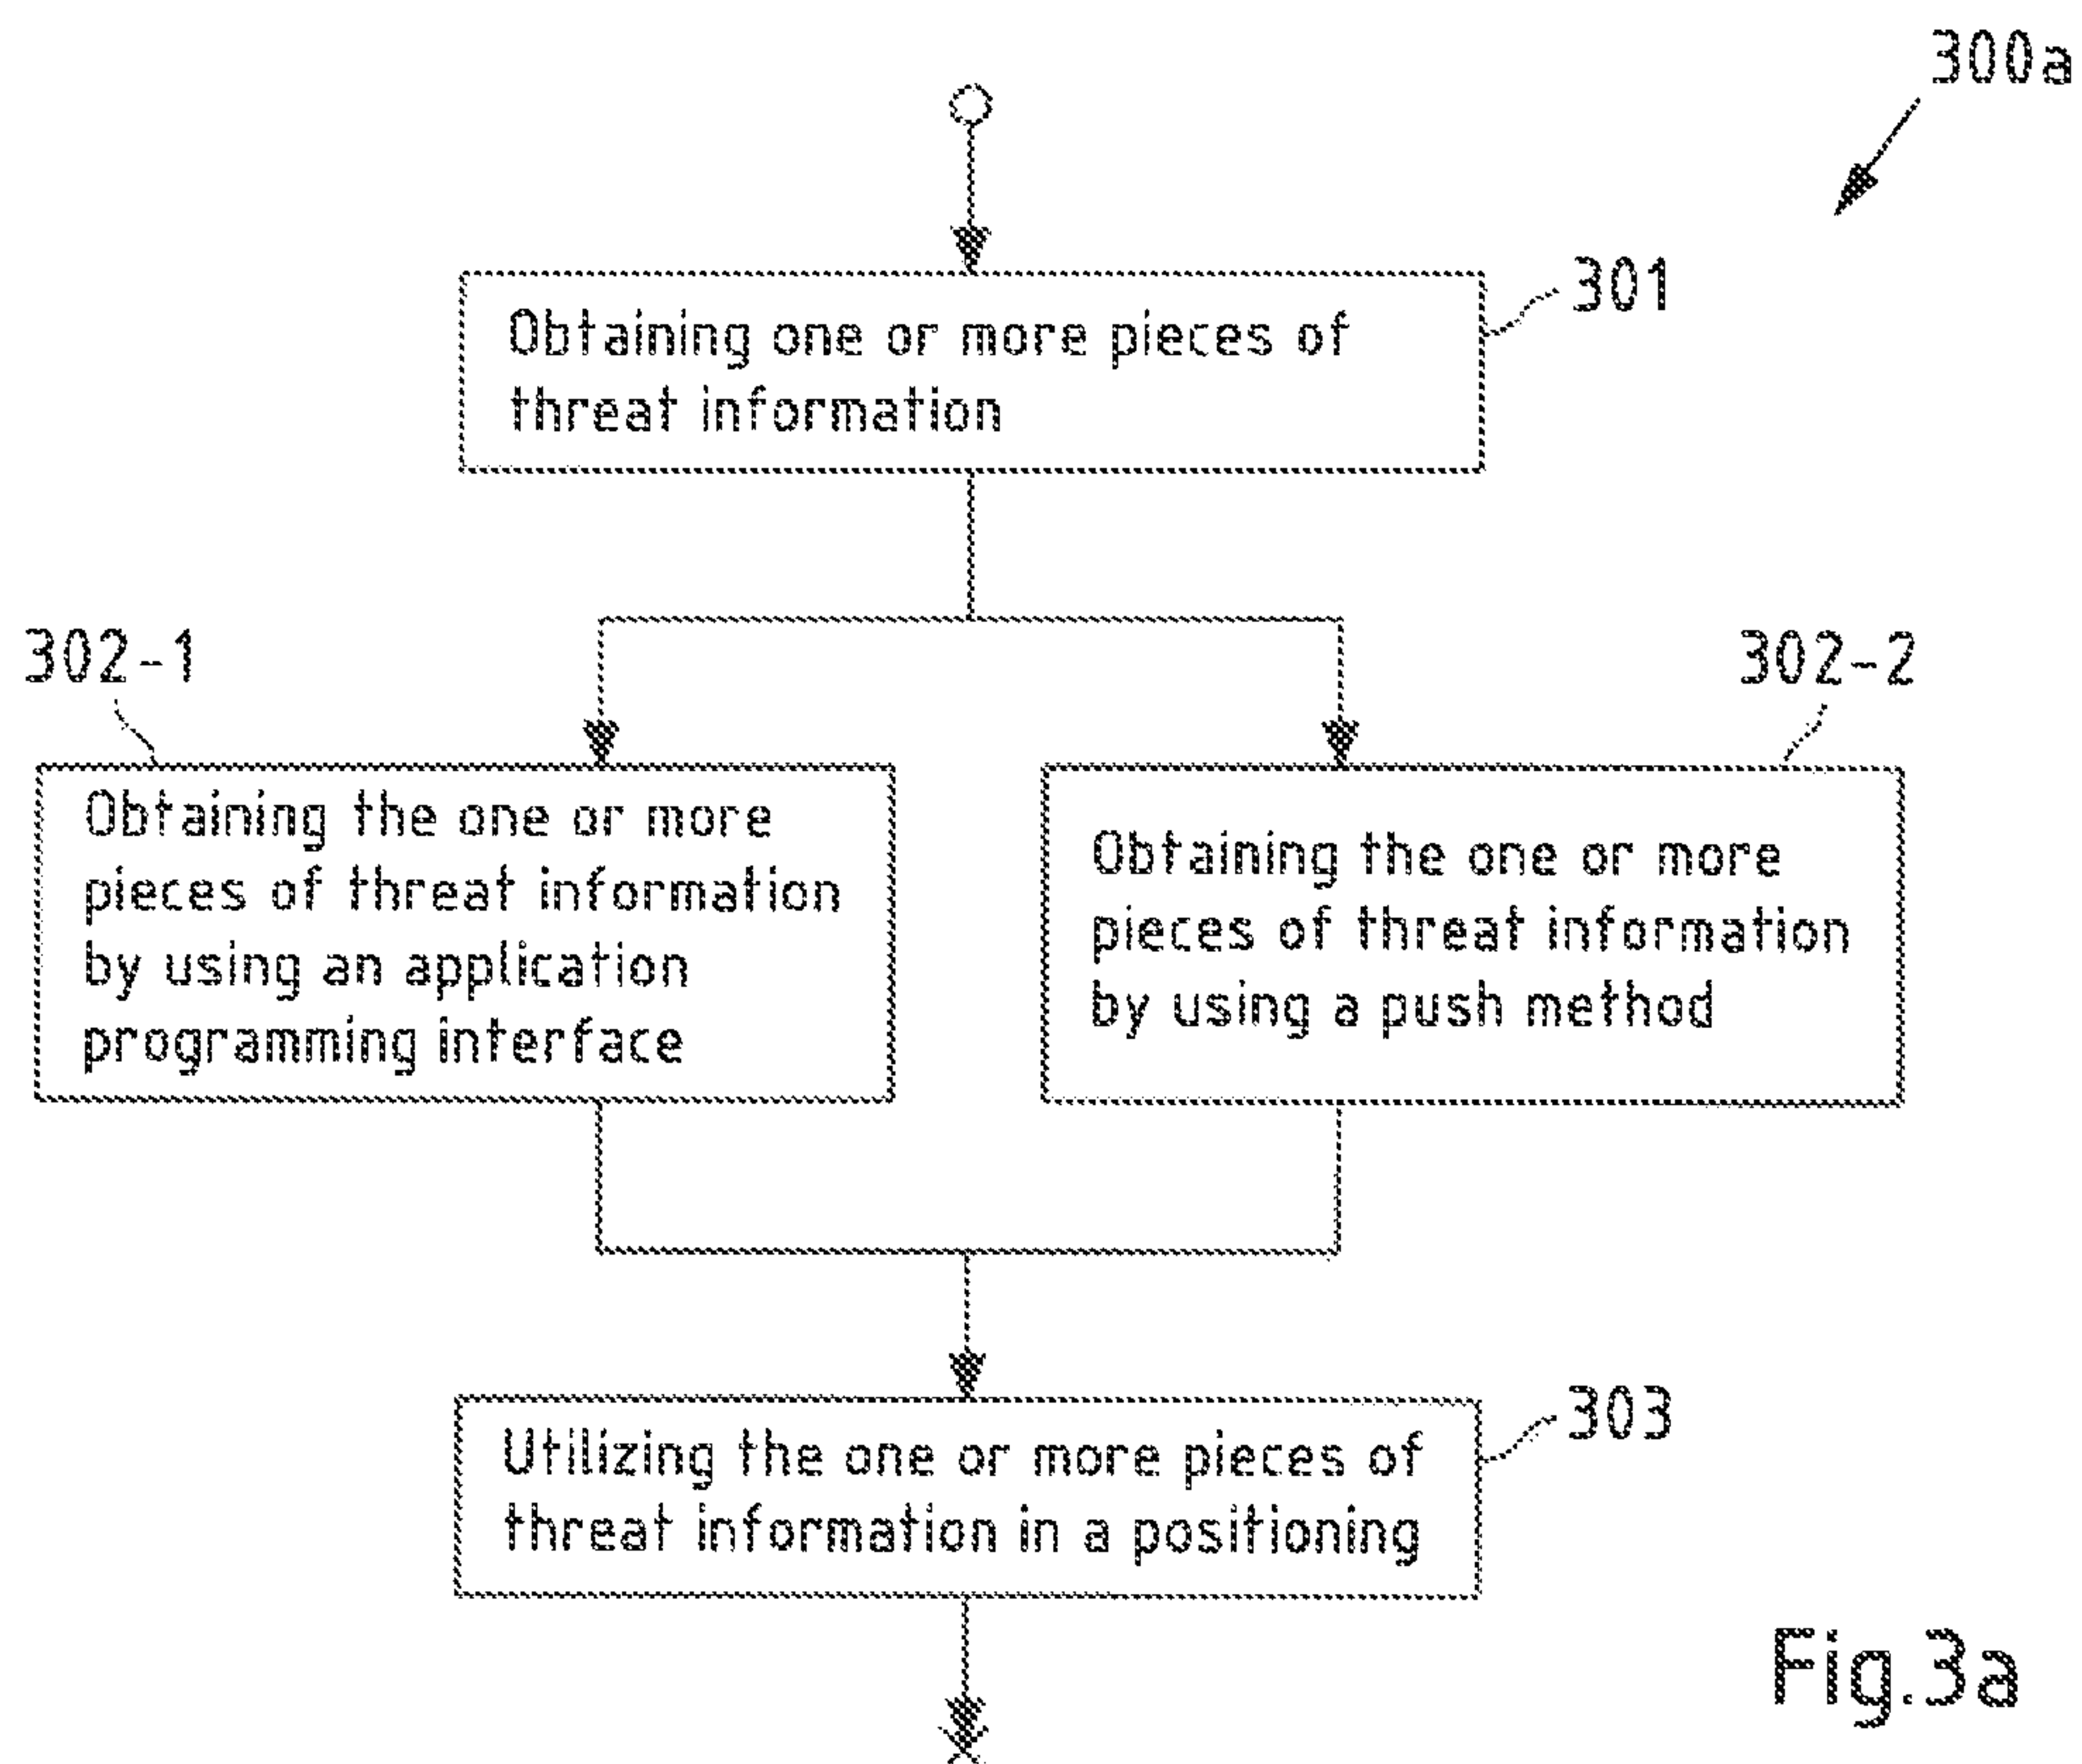 300a
301
Obtaining one or more pieces of
threat information
302-1
302-2
Obtaining the one or more
pieces of threat information
by using an application
programming interface
Obtaining the one or more
pieces of threat information
by using a push method
303
Utilizing the one or more pieces of
threat information in a positioning
Fig.3a